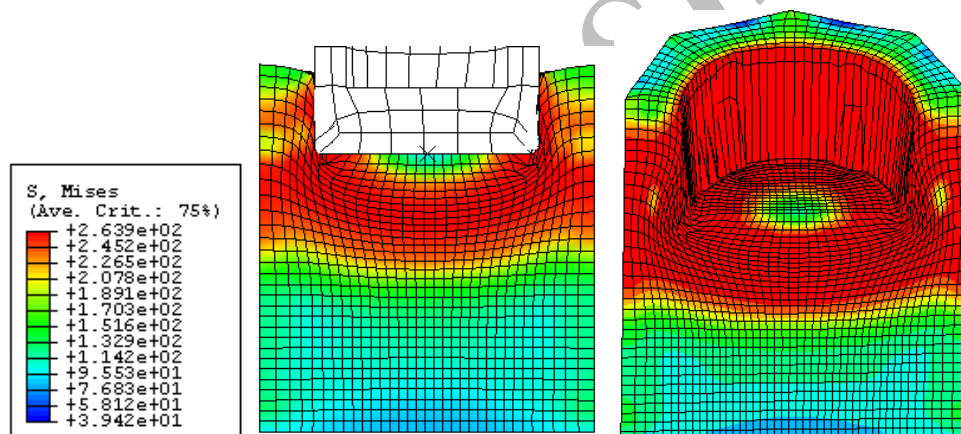 S, Mises
(Ave. Crit.: 75%)
+2.639e+02
+2.452e+02
+2.265e+02
+2.078e+02
+1.891e+02
+1.703e+02
+1.516e+02
+1.329e+02
+1.142e+02
+9.553e+01
+7.683e+01
+5.812e+01
+3.942e+01